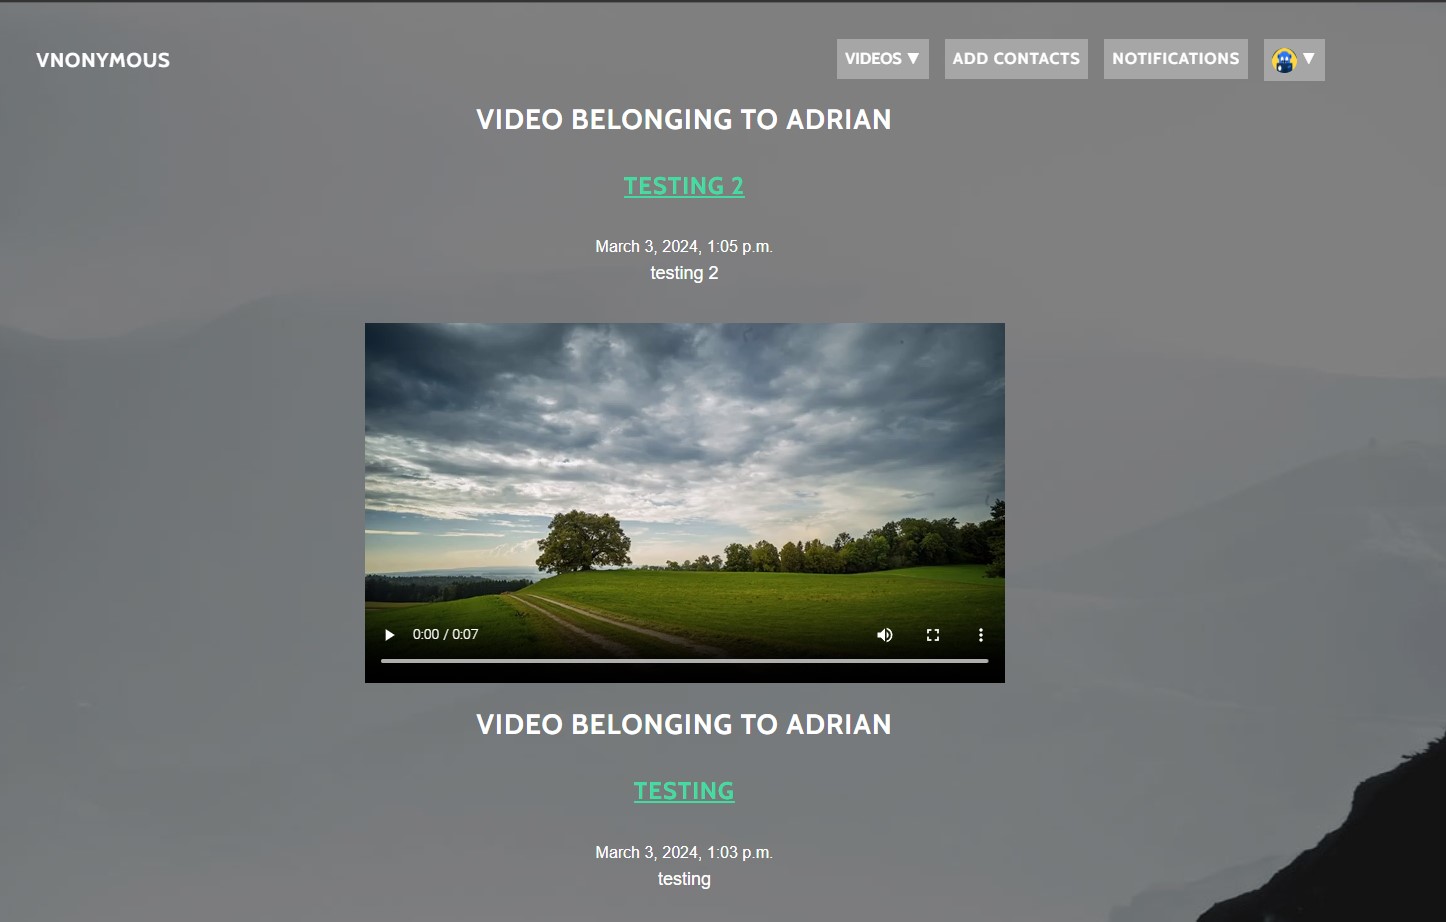 VNONYMOUS
VIDEOS ▼ ADD CONTACTS NOTIFICATIONS ▼
VIDEO BELONGING TO ADRIAN
TESTING 2
March 3, 2024, 1:05 p.m.
testing 2
0:00 / 0:07
VIDEO BELONGING TO ADRIAN
TESTING
March 3, 2024, 1:03 p.m.
testing